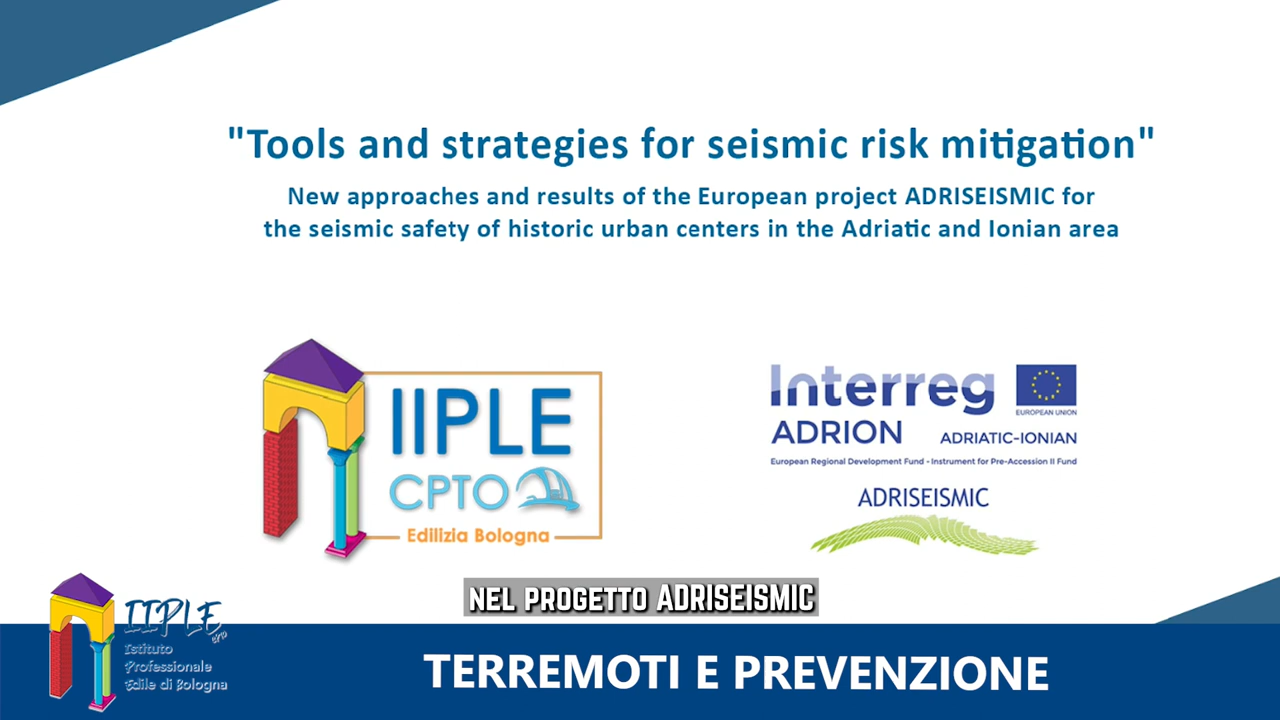 "Tools and strategies for seismic risk mitigation"
New approaches and results of the European project ADRISEISMIC for
the seismic safety of historic urban centers in the Adriatic and Ionian area
IIPLE
CPTO
Edilizia Bologna
Interreg
EUROPEAN UNION
ADRION ADRIATIC-IONIAN
European Regional Development Fund - Instrument for Pre-Accession II Fund
ADRISEISMIC
NEL PROGETTO ADRISEISMIC
IIPLE
Istituto
Professionale
Edile di Bologna
TERREMOTI E PREVENZIONE